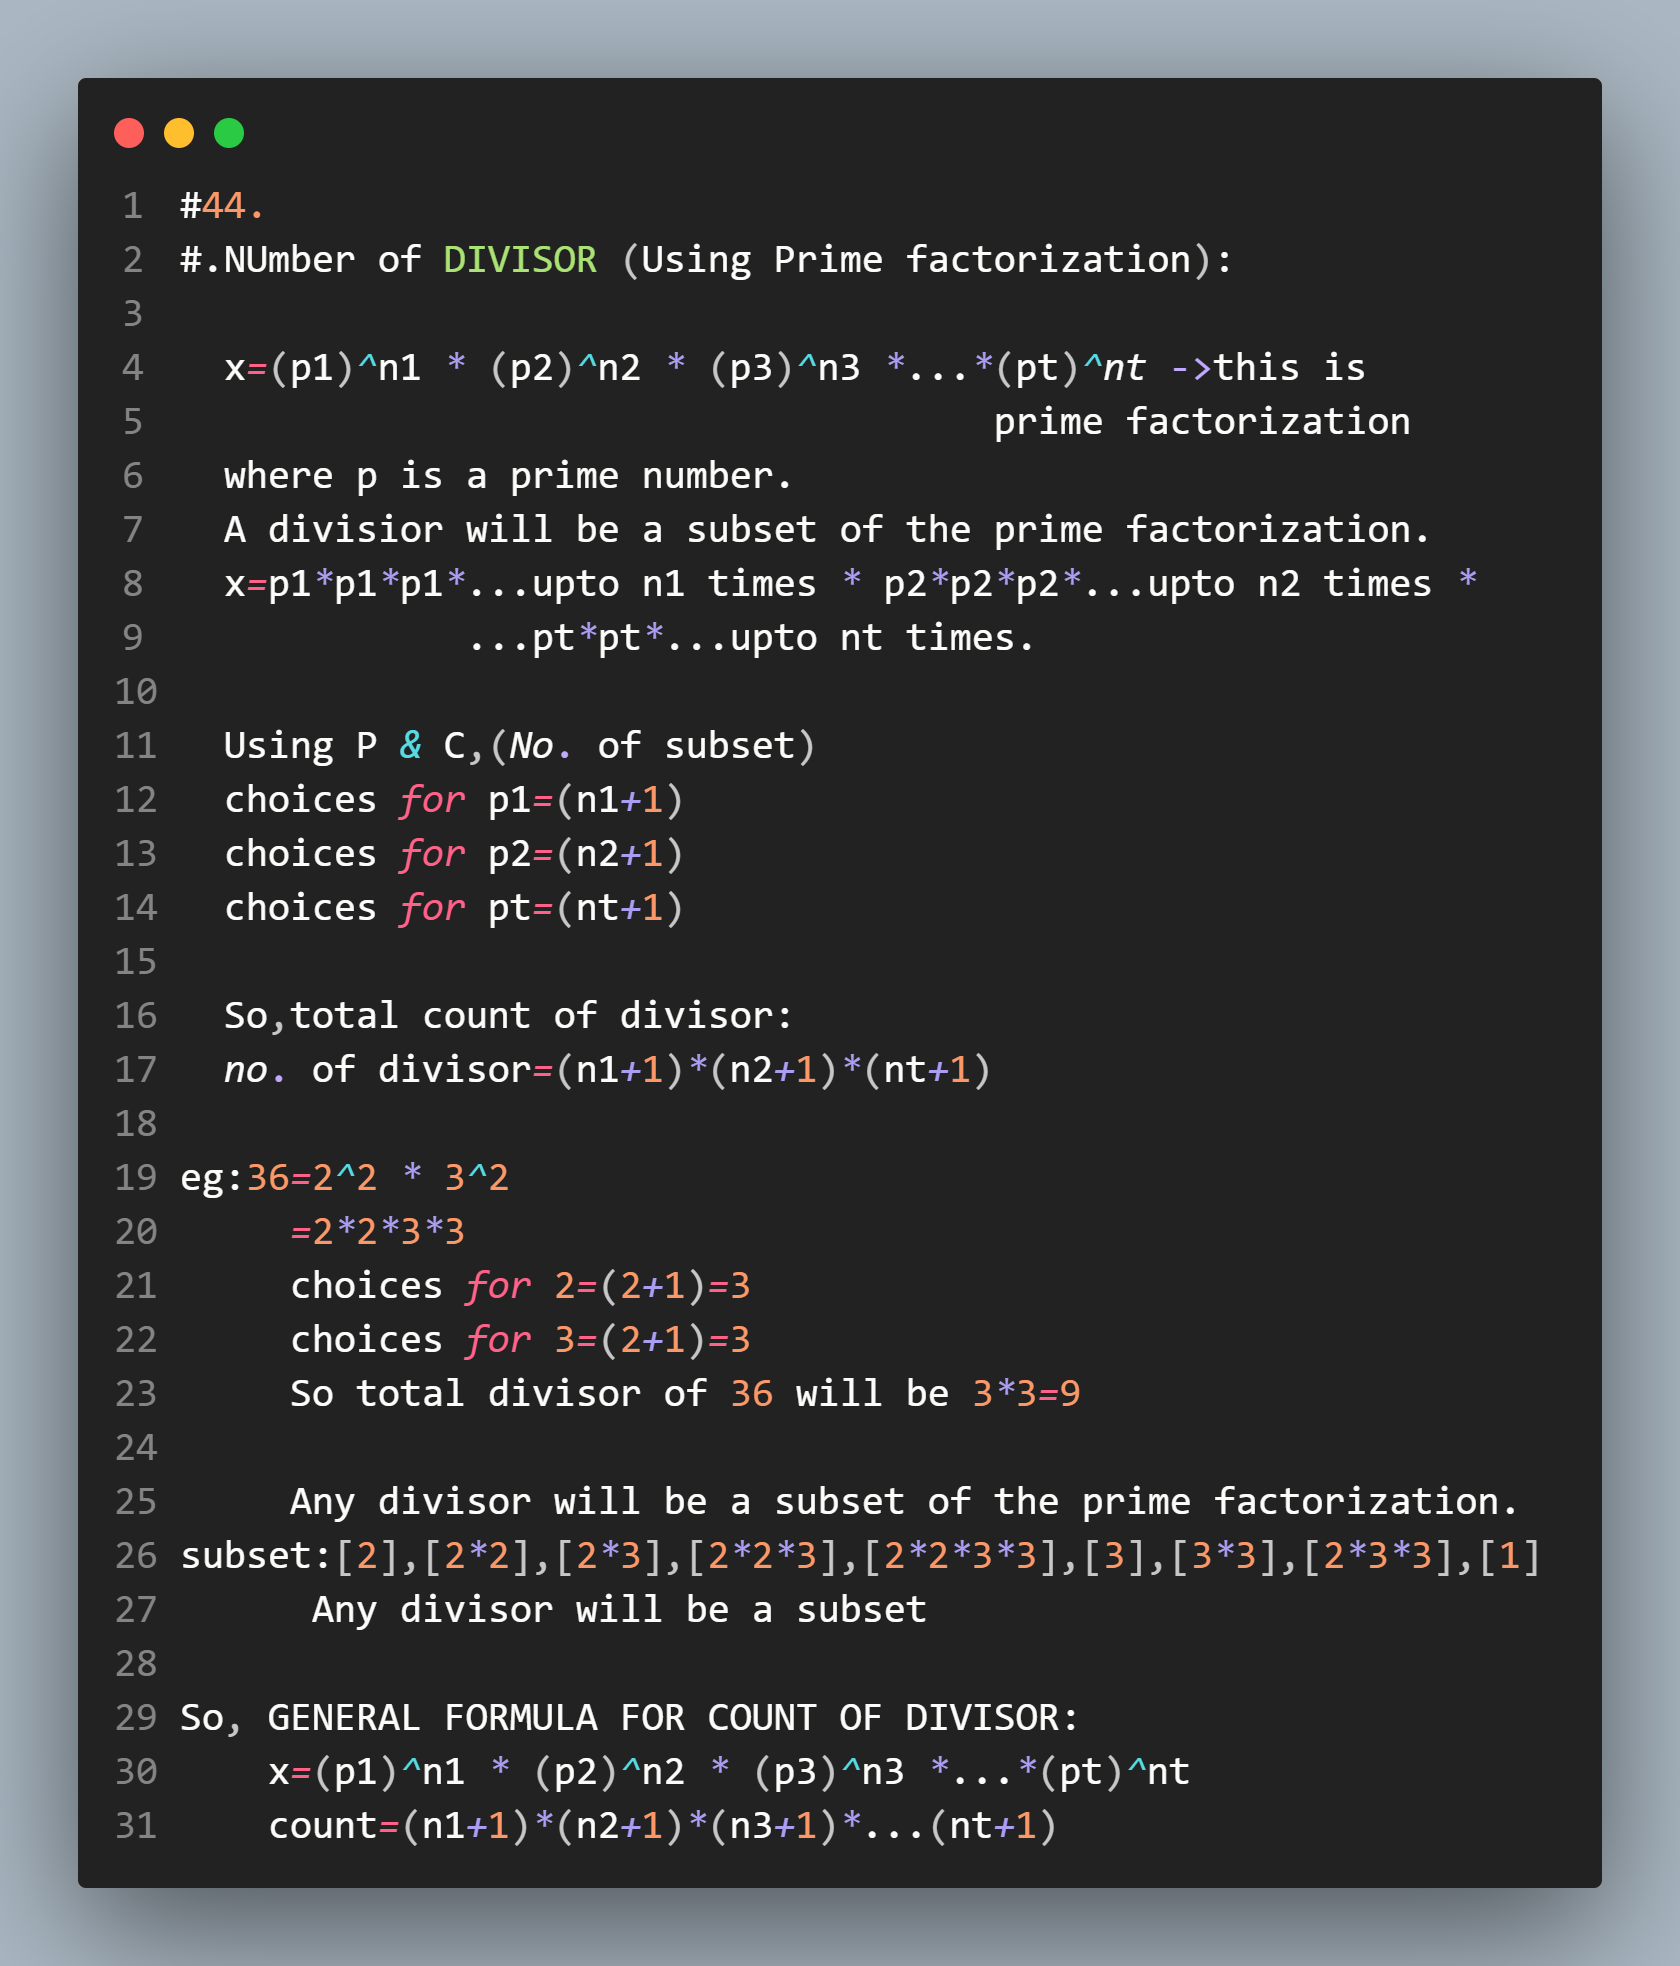 1 #44.
2 #.NUmber of DIVISOR (Using Prime factorization):
3
4 x=(p1)^n1 * (p2)^n2 * (p3)^n3 *...*(pt)^nt ->this is
5 prime factorization
6 where p is a prime number.
7 A divisior will be a subset of the prime factorization.
8 x=p1*p1*p1*...upto n1 times * p2*p2*p2*...upto n2 times *
9 ...pt*pt*...upto nt times.
10
11 Using P & C,(No. of subset)
12 choices for p1=(n1+1)
13 choices for p2=(n2+1)
14 choices for pt=(nt+1)
15
16 So,total count of divisor:
17 no. of divisor=(n1+1)*(n2+1)*(nt+1)
18
19 eg:36=2^2 * 3^2
20 =2*2*3*3
21 choices for 2=(2+1)=3
22 choices for 3=(2+1)=3
23 So total divisor of 36 will be 3*3=9
24
25 Any divisor will be a subset of the prime factorization.
26 subset:[2],[2*2],[2*3],[2*2*3],[2*2*3*3],[3],[3*3],[2*3*3],[1]
27 Any divisor will be a subset
28
29 So, GENERAL FORMULA FOR COUNT OF DIVISOR:
30 x=(p1)^n1 * (p2)^n2 * (p3)^n3 *...*(pt)^nt
31 count=(n1+1)*(n2+1)*(n3+1)*...(nt+1)